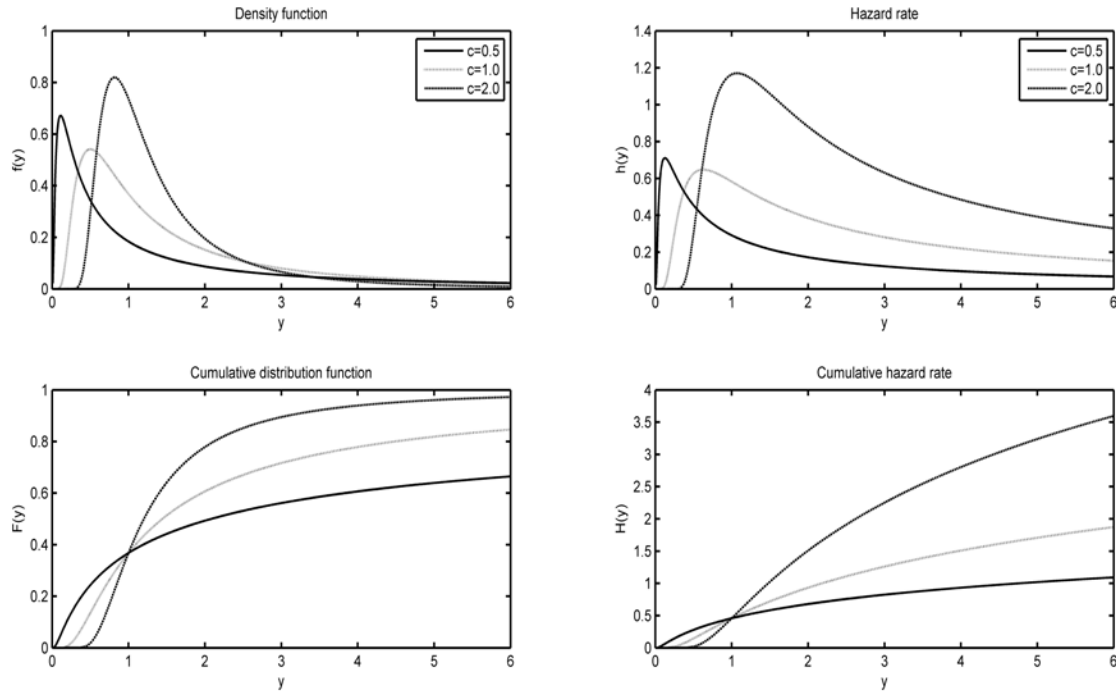 Density function
1
0.8
0.6
0.4
0.2
0
f(y)
c=0.5
c=1.0
c=2.0
0 1 2 3 4 5 6
y
Hazard rate
1.4
1.2
1
0.8
0.6
0.4
0.2
0
h(y)
c=0.5
c=1.0
c=2.0
0 1 2 3 4 5 6
y
Cumulative distribution function
1
0.8
0.6
0.4
0.2
0
F(y)
0 1 2 3 4 5 6
y
Cumulative hazard rate
4
3.5
3
2.5
2
1.5
1
0.5
0
H(y)
0 1 2 3 4 5 6
y